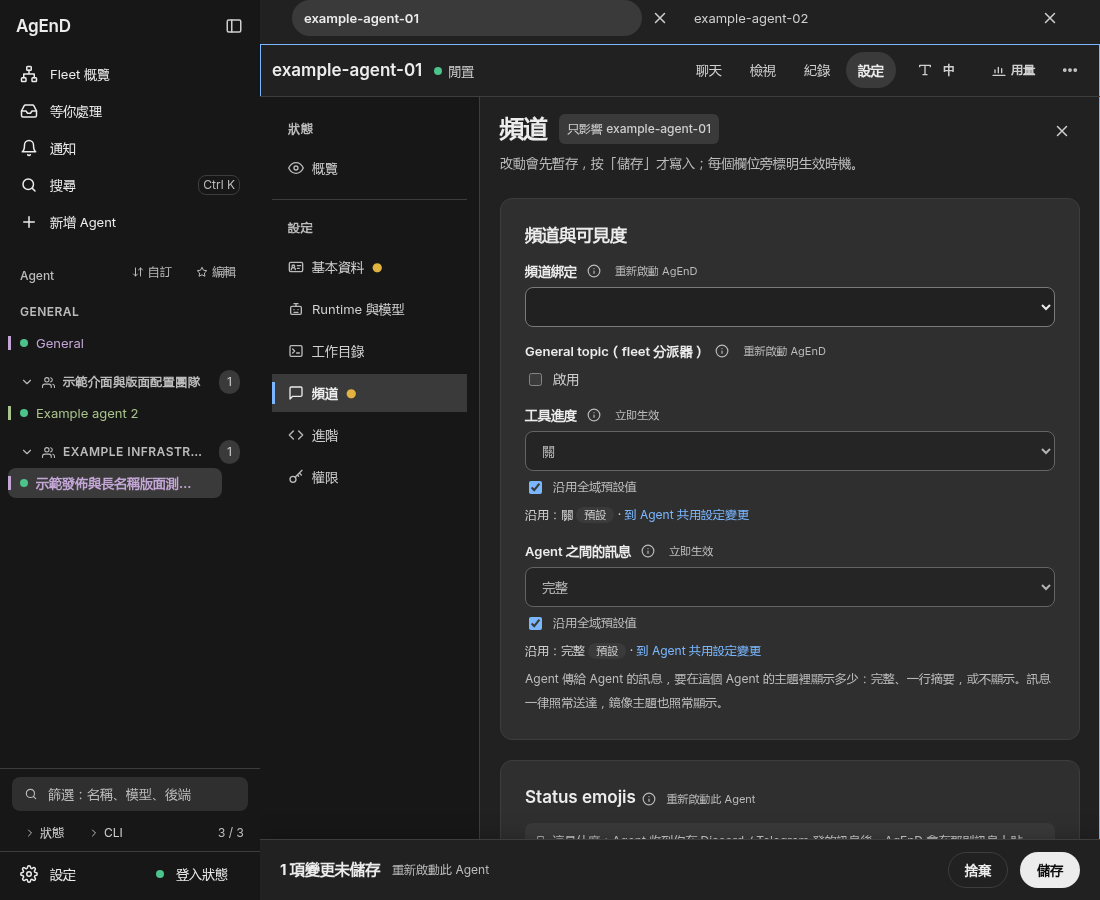 AgEnD
Fleet 概覽
等你處理
通知
搜尋 Ctrl K
新增 Agent
Agent 自訂 編輯
GENERAL
General
示範介面與版面配置團隊 1
Example agent 2
EXAMPLE INFRASTR... 1
示範發佈與長名稱版面測...
篩選：名稱、模型、後端
狀態 CLI 3 / 3
設定 登入狀態
example-agent-01 example-agent-02
example-agent-01 閒置 聊天 檢視 紀錄 設定 T 中 用量
狀態
概覽
設定
基本資料
Runtime 與模型
工作目錄
頻道
進階
權限
頻道 只影響 example-agent-01
改動會先暫存，按「儲存」才寫入；每個欄位旁標明生效時機。
頻道與可見度
頻道綁定 重新啟動 AgEnD
General topic（fleet 分派器） 重新啟動 AgEnD
啟用
工具進度 立即生效
關
沿用全域預設值
沿用：關 預設 · 到 Agent 共用設定變更
Agent 之間的訊息 立即生效
完整
沿用全域預設值
沿用：完整 預設 · 到 Agent 共用設定變更
Agent 傳給 Agent 的訊息，要在這個 Agent 的主題裡顯示多少：完整、一行摘要，或不顯示。訊息
一律照常送達，鏡像主題也照常顯示。
Status emojis 重新啟動此 Agent
1 項變更未儲存 重新啟動此 Agent 捨棄 儲存